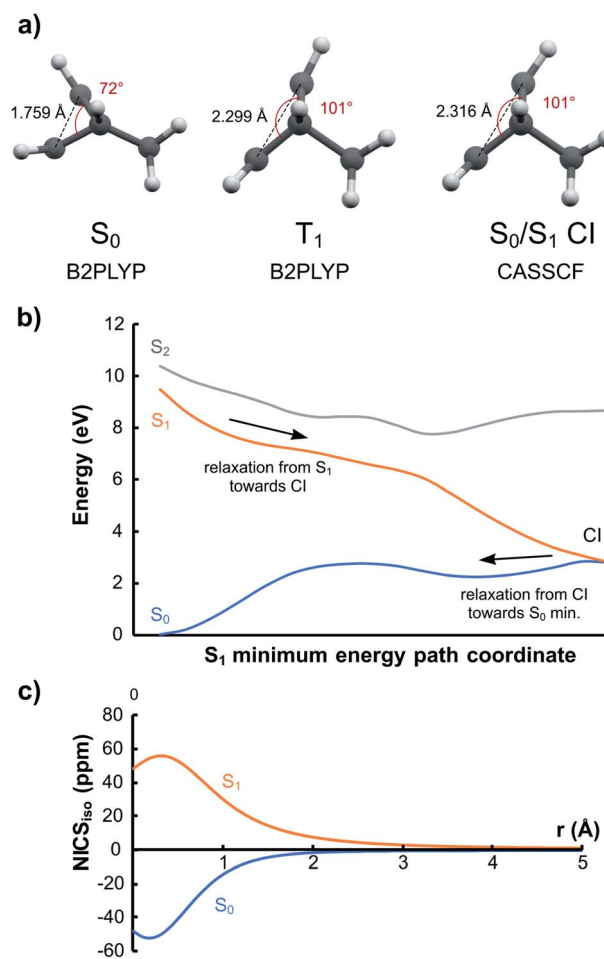 a)
72°
1.759 Å
101°
2.299 Å
101°
2.316 Å
S₀
T₁
S₀/S₁ CI
B2PLYP
B2PLYP
CASSCF
b)
12
10
8
6
4
2
0
Energy (eV)
S₂
S₁
relaxation from S₁
towards CI
CI
relaxation from CI
towards S₀ min.
S₀
S₁ minimum energy path coordinate
c)
0
80
60
40
20
0
-20
-40
-60
NICSiso (ppm)
S₁
r (Å)
1
2
3
4
5
S₀